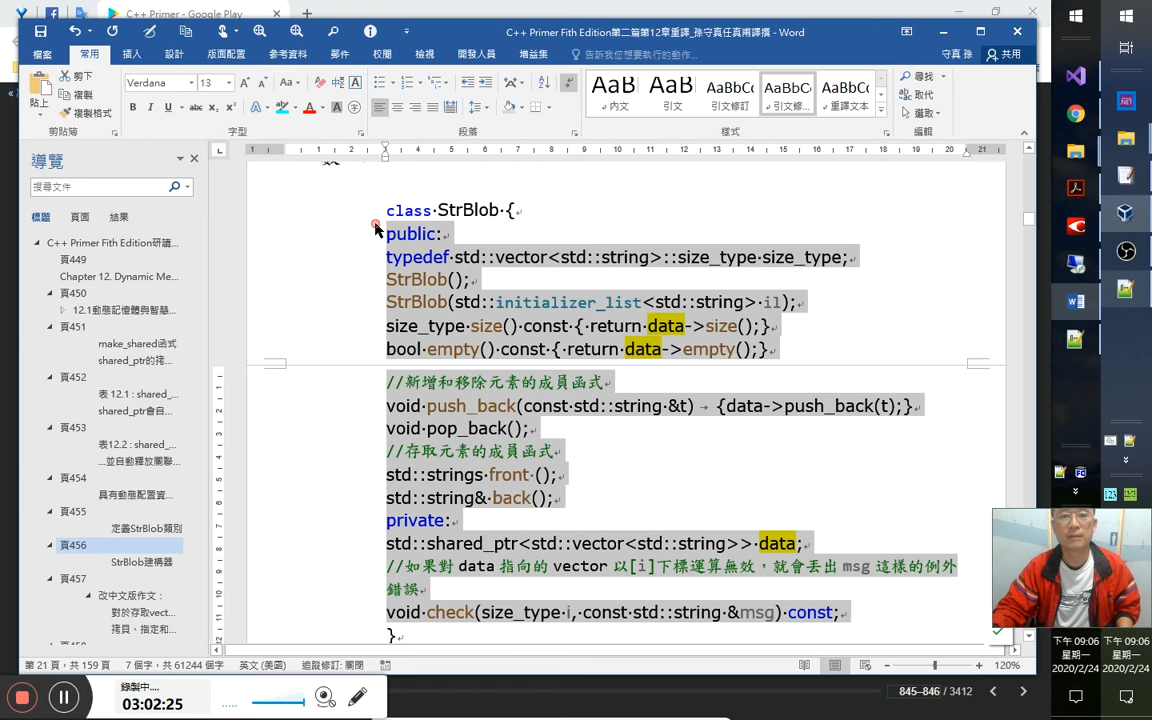 C++ Primer - Google Play
C++ Primer Fifth Edition第二篇第12章重譯_孫守真任真甫譯撰 - Word
檔案 常用 插入 設計 版面配置 參考資料 郵件 校閱 檢視 開發人員 增益集 告訴我您想要執行的動作... 守真 孫 共用
貼上 剪下 複製 複製格式
Verdana 13
AaB AaB AaBbCc AaBbCc AaBbC
內文 引文 引文修訂 引文修... 重譯文本
尋找 取代 選取
剪貼簿 字型 段落 樣式 編輯
導覽
搜尋文件
標題 頁面 結果
C++ Primer Fith Edition研讀...
頁449
Chapter 12. Dynamic Me...
頁450
12.1動態記憶體與智慧...
頁451
make_shared函式
shared_ptr的拷...
頁452
表 12.1 : shared_...
shared_ptr會自...
頁453
表12.2 : shared_...
...並自動釋放關聯...
頁454
具有動態配置資...
頁455
定義StrBlob類別
頁456
StrBlob建構器
頁457
改中文版作文：
對於存取vect...
拷貝、指定和...
class StrBlob {
public:
typedef std::vector<std::string>::size_type size_type;
StrBlob();
StrBlob(std::initializer_list<std::string> il);
size_type size() const { return data->size();}
bool empty() const { return data->empty();}
//新增和移除元素的成員函式
void push_back(const std::string &t) → {data->push_back(t);}
void pop_back();
//存取元素的成員函式
std::strings front ();
std::string& back();
private:
std::shared_ptr<std::vector<std::string>> data;
//如果對 data 指向的 vector 以[i]下標運算無效，就會丟出 msg 這樣的例外
錯誤
void check(size_type i, const std::string &msg) const;
}
第 21 頁，共 159 頁 7 個字，共 61244 個字 英文 (美國) 追蹤修訂: 關閉 120%
錄製中....
03:02:25
845–846 / 3412
下午 09:06
星期一
2020/2/24
下午 09:06
星期一
2020/2/24